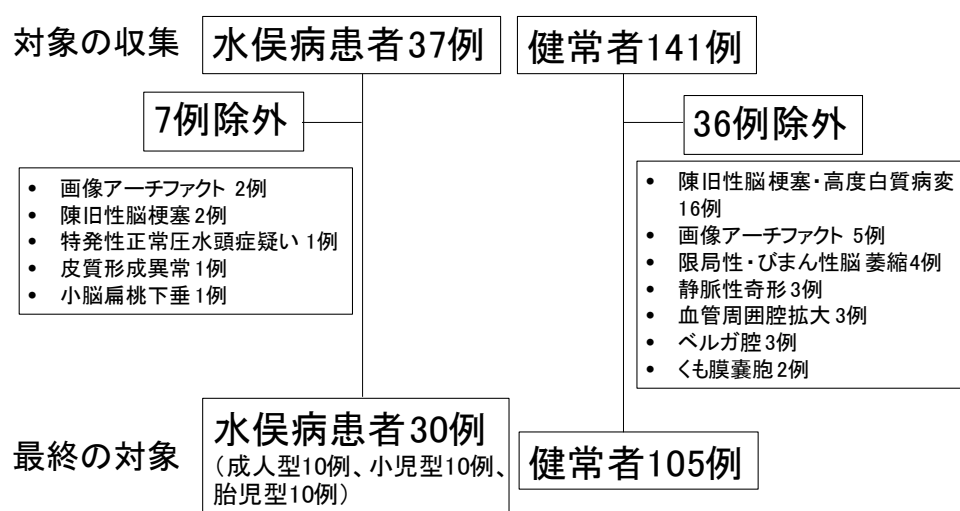 対象の収集
水俣病患者37例
健常者141例
7例除外
36例除外
• 画像アーチファクト 2例
• 陳旧性脳梗塞 2例
• 特発性正常圧水頭症疑い 1例
• 皮質形成異常 1例
• 小脳扁桃下垂 1例
• 陳旧性脳梗塞・高度白質病変
16例
• 画像アーチファクト 5例
• 限局性・びまん性脳萎縮4例
• 静脈性奇形 3例
• 血管周囲腔拡大 3例
• ベルガ腔 3例
• くも膜嚢胞 2例
最終の対象
水俣病患者30例
（成人型10例、小児型10例、
胎児型10例）
健常者105例